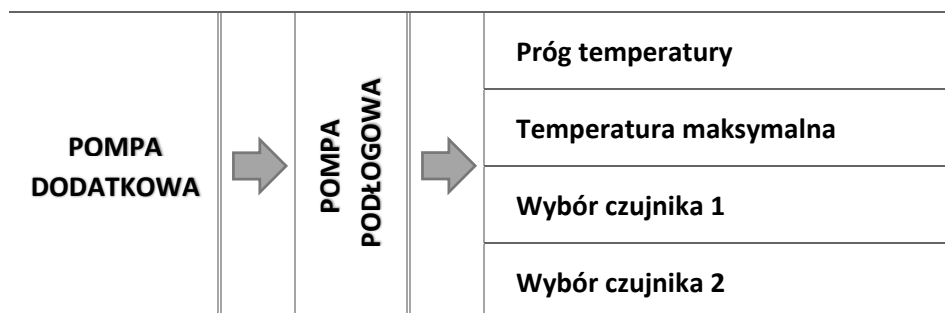 POMPA
DODATKOWA
POMPA
PODŁOGOWA
Próg temperatury
Temperatura maksymalna
Wybór czujnika 1
Wybór czujnika 2